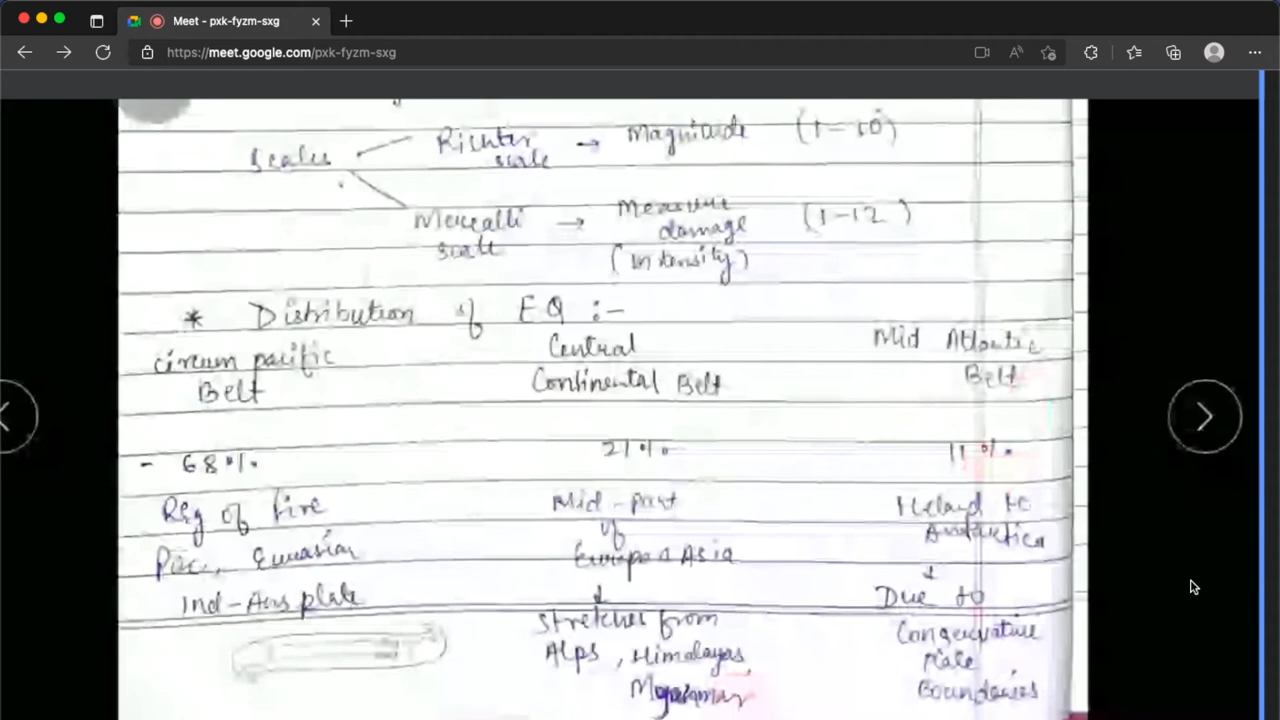 Meet - pxk-fyzm-sxg
https://meet.google.com/pxk-fyzm-sxg
Scales
Richter scale → Magnitude (1-10)
Mercalli scale → Measure damage (intensity) (1-12)
* Distribution of EQ :-
Circum pacific
Belt
- 68%.
Ring of fire
Pac., Eurasian
Ind-Aus plate
Central
Continental Belt
21%.
Mid-part
of
Europe & Asia
↓
Stretches from
Alps, Himalayas,
Myanmar
Mid Atlantic
Belt
11%.
Iceland to
Antarctica
↓
Due to
Plate
Boundaries